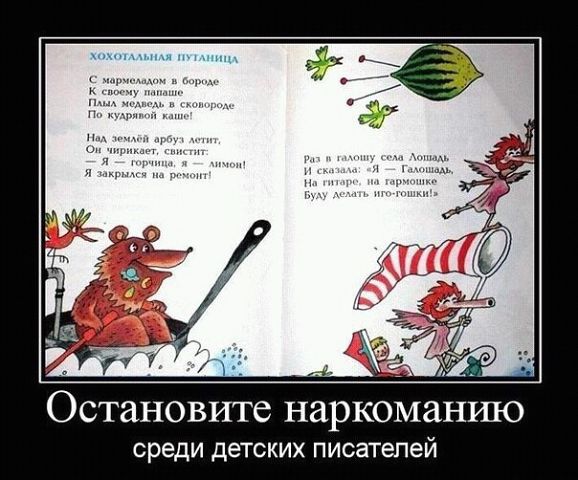 ХОХОТАЛЬНАЯ ПУТАНИЦА
С мармеладом в бороде
К своему папаше
Плыл медведь в сковороде
По кудрявой каше!
Над землёй арбуз летит,
Он чирикает, свистит:
— Я — горчица, я — лимон!
Я закрылся на ремонт!
Раз в галошу села Лошадь
И сказала: «Я — Галошадь,
На гитаре, на гармошке
Буду делать иго-гошки!»
Остановите наркоманию
среди детских писателей